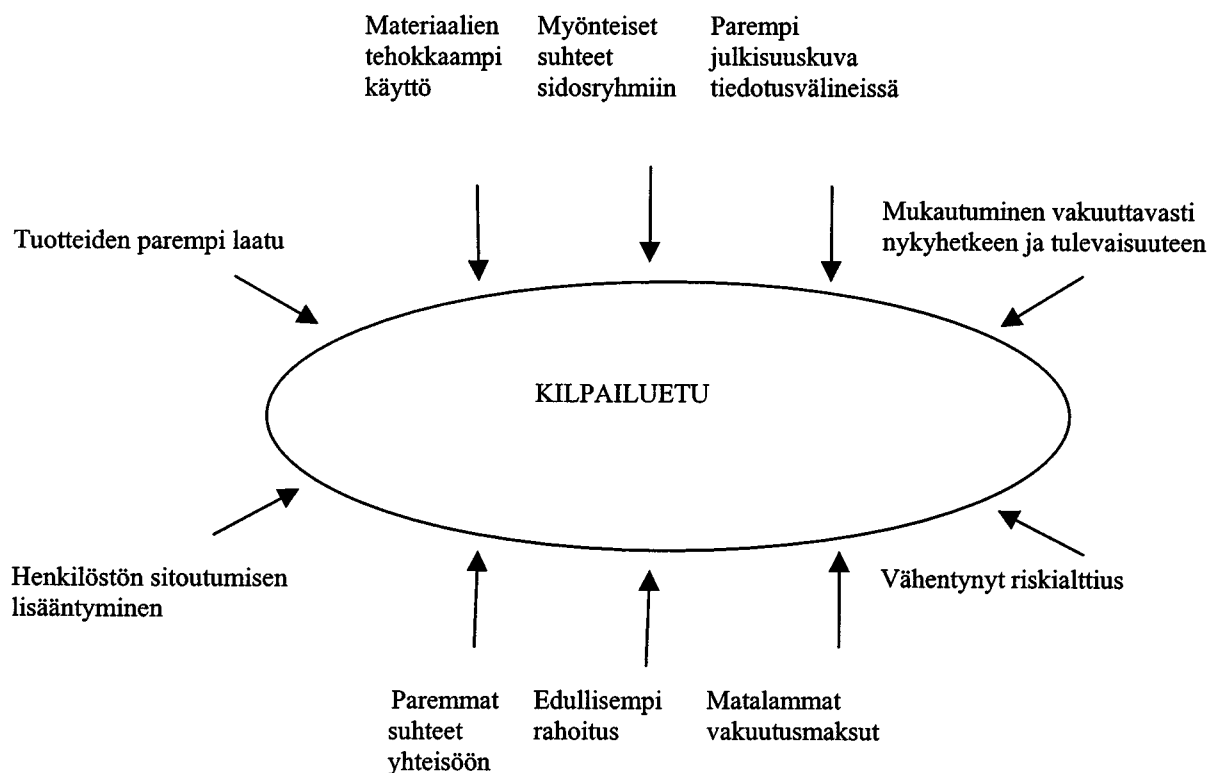 Materiaalien
tehokkaampi
käyttö
Myönteiset
suhteet
sidosryhmiin
Parempi
julkisuuskuva
tiedotusvälineissä
Tuotteiden parempi laatu
Mukautuminen vakuuttavasti
nykyhetkeen ja tulevaisuuteen
KILPAILUETU
Henkilöstön sitoutumisen
lisääntyminen
Vähentynyt riskialttius
Paremmat
suhteet
yhteisöön
Edullisempi
rahoitus
Matalammat
vakuutusmaksut